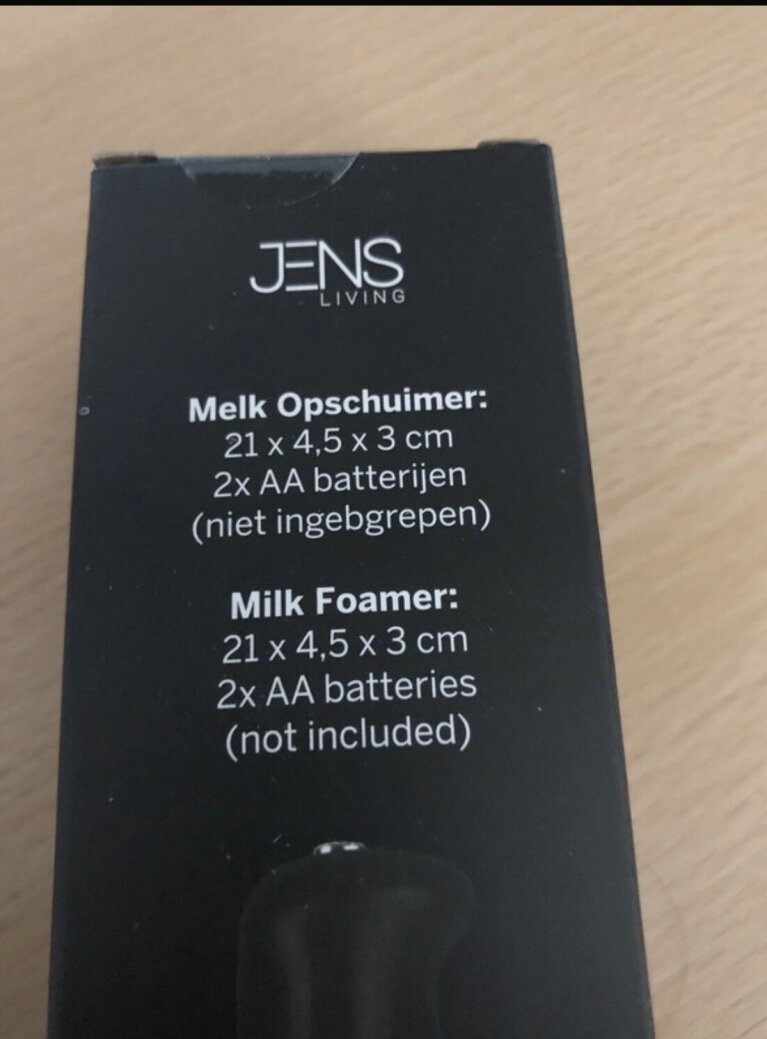 JENS
LIVING
Melk Opschuimer:
21 x 4,5 x 3 cm
2x AA batterijen
(niet ingebgrepen)
Milk Foamer:
21 x 4,5 x 3 cm
2x AA batteries
(not included)